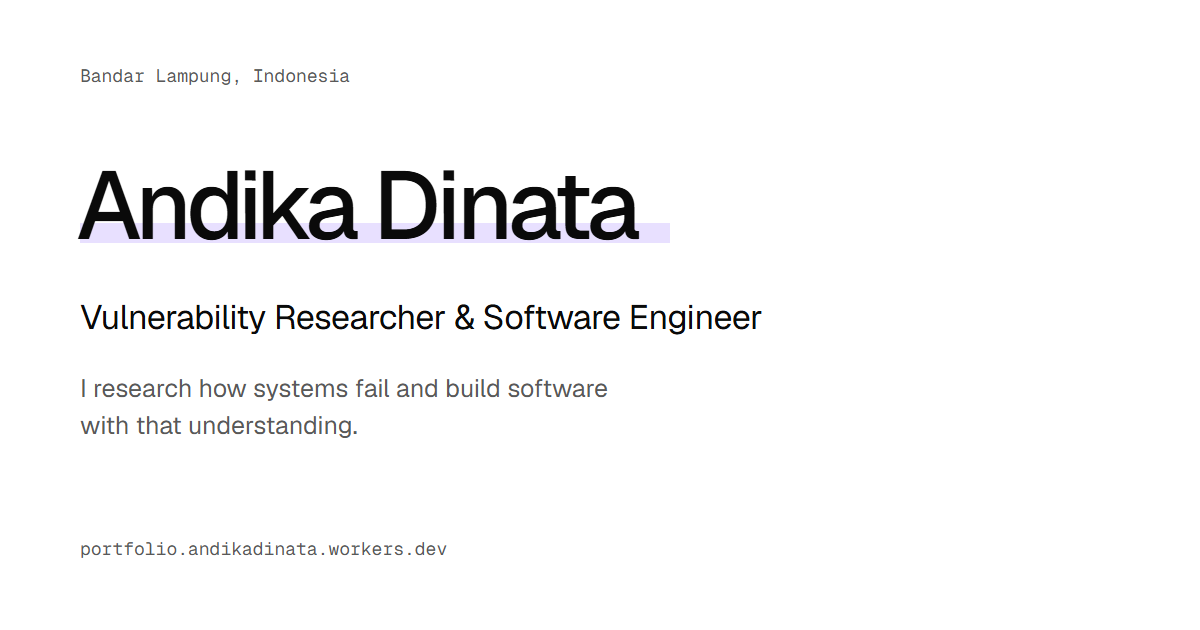 Bandar Lampung, Indonesia
Andika Dinata
Vulnerability Researcher & Software Engineer
I research how systems fail and build software
with that understanding.
portfolio.andikadinata.workers.dev